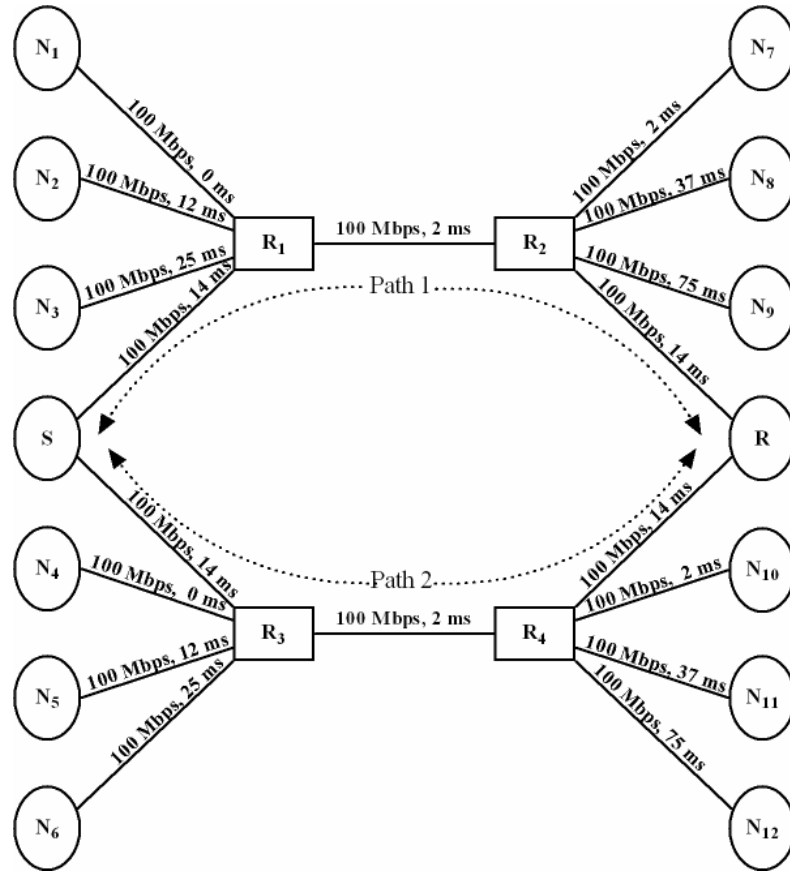 N1
N7
100 Mbps, 0 ms
100 Mbps, 2 ms
N2
N8
100 Mbps, 12 ms
100 Mbps, 37 ms
R1
100 Mbps, 2 ms
R2
N3
100 Mbps, 25 ms
100 Mbps, 75 ms
N9
100 Mbps, 14 ms
Path 1
100 Mbps, 14 ms
S
R
100 Mbps, 14 ms
100 Mbps, 14 ms
N4
100 Mbps, 0 ms
Path 2
100 Mbps, 2 ms
N10
R3
100 Mbps, 2 ms
R4
100 Mbps, 12 ms
100 Mbps, 37 ms
N5
N11
100 Mbps, 25 ms
100 Mbps, 75 ms
N6
N12